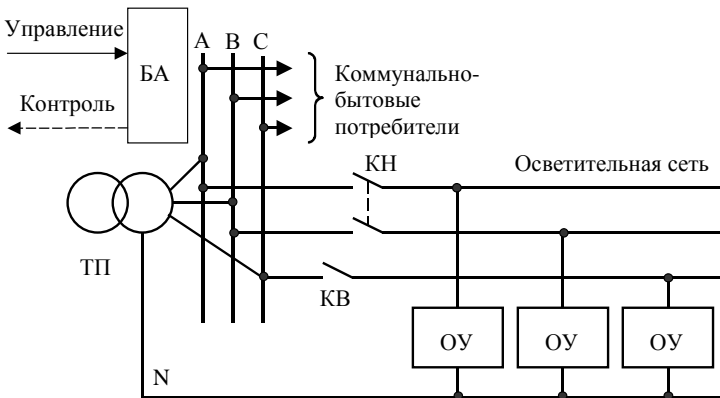 Управление
БА
Контроль
А В С
Коммунально-
бытовые
потребители
КН
Осветительная сеть
ТП
КВ
ОУ ОУ ОУ
N